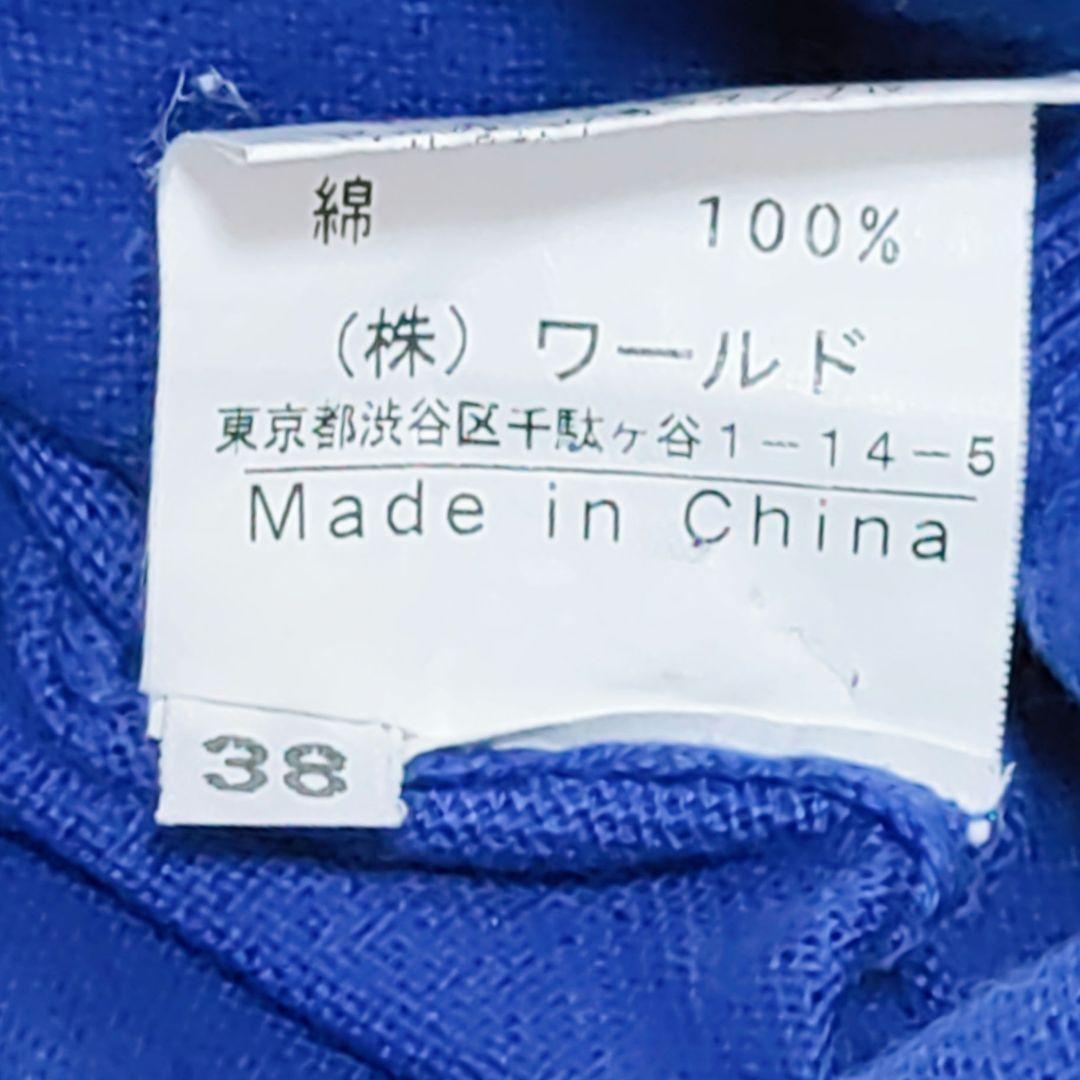 綿 100%
(株) ワールド
東京都渋谷区千駄ヶ谷1-14-5
Made in China
38